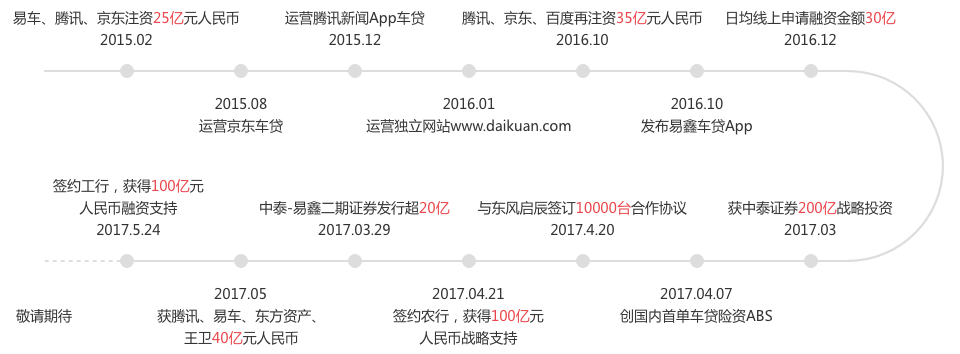 易车、腾讯、京东注资25亿元人民币
2015.02
运营腾讯新闻App车贷
2015.12
腾讯、京东、百度再注资35亿元人民币
2016.10
日均线上申请融资金额30亿
2016.12
2015.08
运营京东车贷
2016.01
运营独立网站www.daikuan.com
2016.10
发布易鑫车贷App
签约工行，获得100亿元
人民币融资支持
2017.5.24
中泰-易鑫二期证券发行超20亿
2017.03.29
与东风启辰签订10000台合作协议
2017.4.20
获中泰证券200亿战略投资
2017.03
敬请期待
2017.05
获腾讯、易车、东方资产、
王卫40亿元人民币
2017.04.21
签约农行，获得100亿元
人民币战略支持
2017.04.07
创国内首单车贷险资ABS